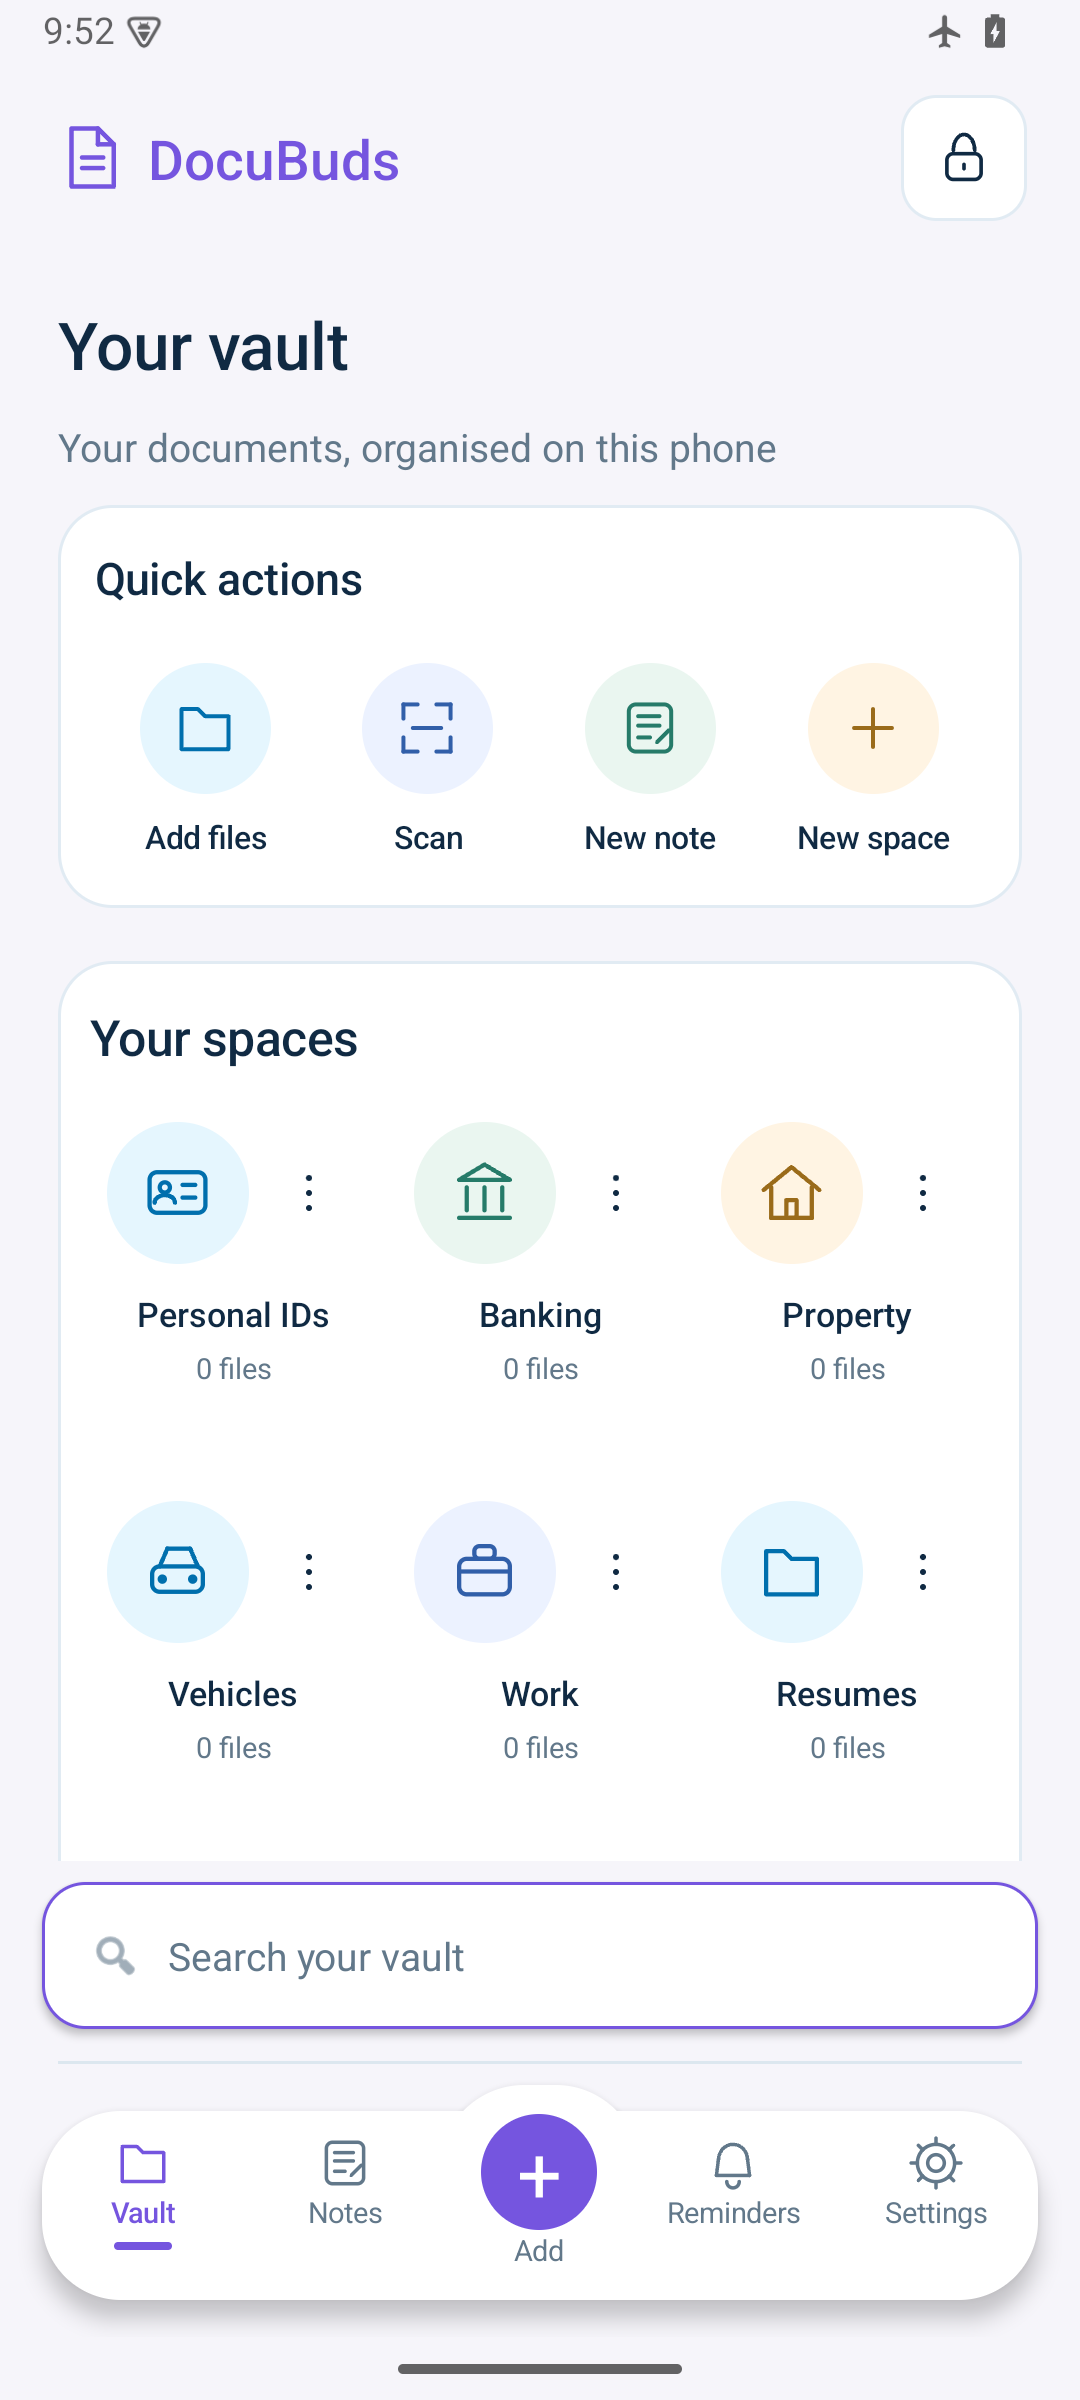 9:52
DocuBuds
Your vault
Your documents, organised on this phone
Quick actions
Add files
Scan
New note
New space
Your spaces
Personal IDs
Banking
Property
0 files
0 files
0 files
Vehicles
Work
Resumes
0 files
0 files
0 files
Search your vault
Vault
Notes
Add
Reminders
Settings